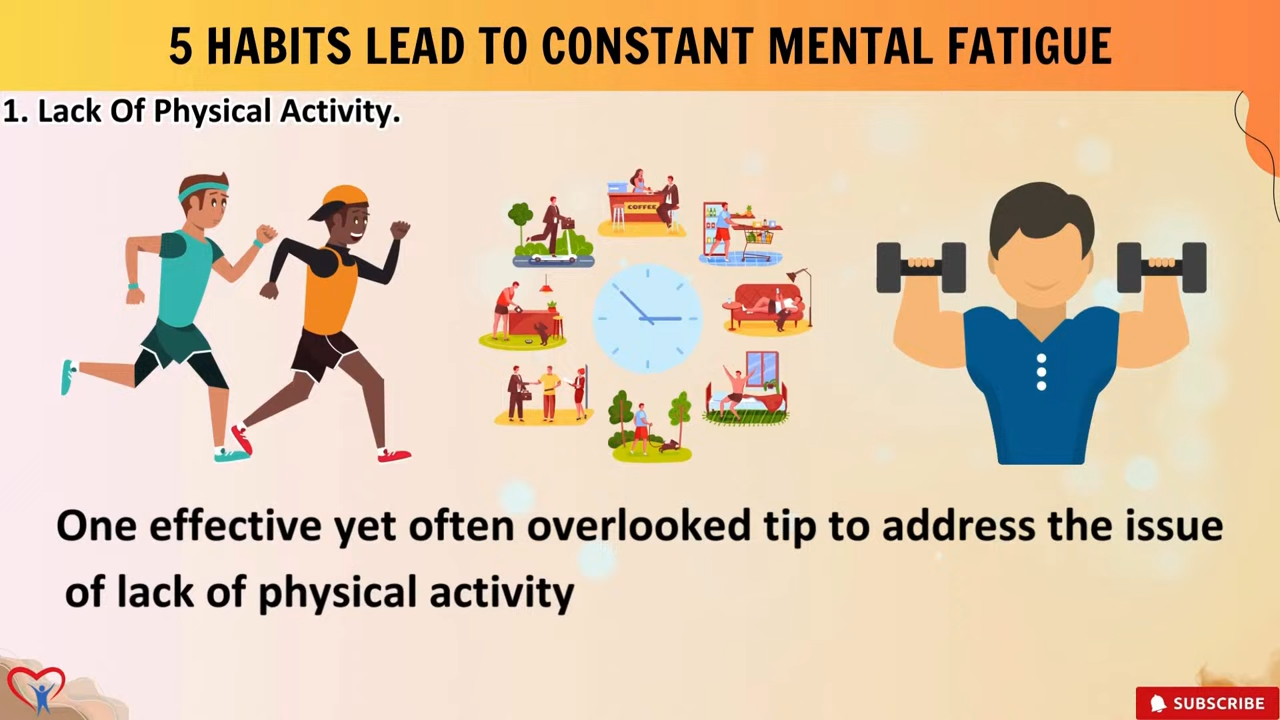 5 HABITS LEAD TO CONSTANT MENTAL FATIGUE
1. Lack Of Physical Activity.
COFFEE
One effective yet often overlooked tip to address the issue
of lack of physical activity
SUBSCRIBE